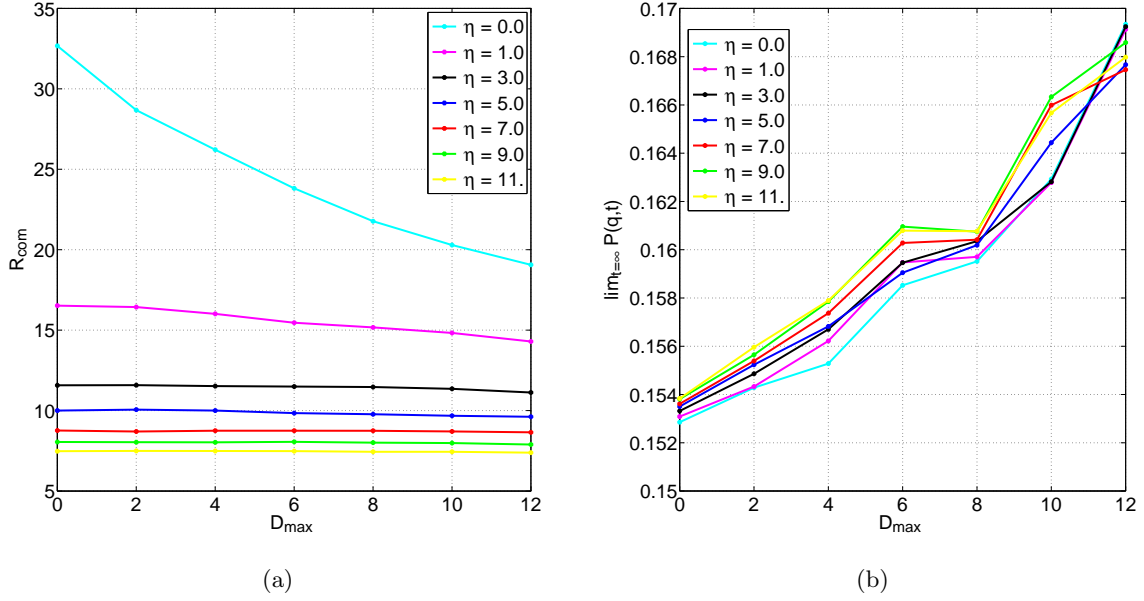 35
30
25
20
15
10
5
R_com
0 2 4 6 8 10 12
D_max
η = 0.0
η = 1.0
η = 3.0
η = 5.0
η = 7.0
η = 9.0
η = 11.
(a)
0.17
0.168
0.166
0.164
0.162
0.16
0.158
0.156
0.154
0.152
0.15
lim_t=∞ P(q,t)
0 2 4 6 8 10 12
D_max
η = 0.0
η = 1.0
η = 3.0
η = 5.0
η = 7.0
η = 9.0
η = 11.
(b)